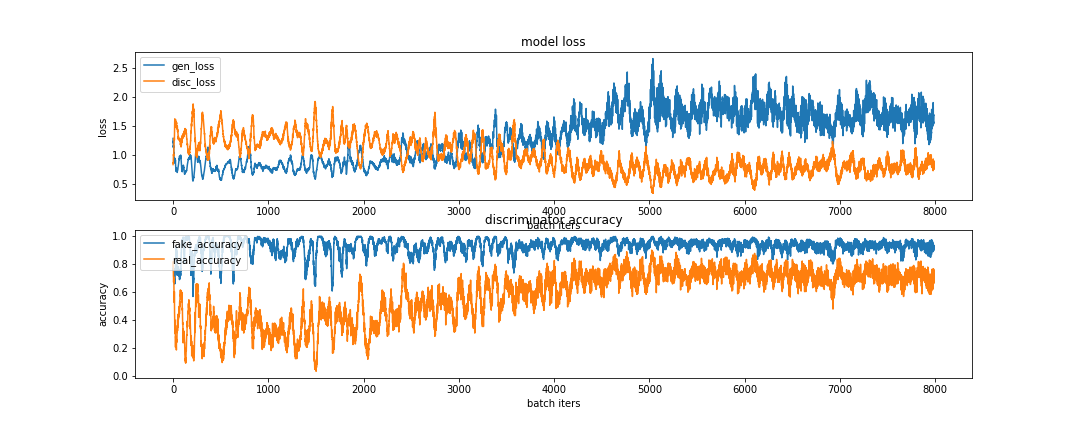 model loss
gen_loss
disc_loss
loss
2.5
2.0
1.5
1.0
0.5
0 1000 2000 3000 4000 5000 6000 7000 8000
batch iters
discriminator accuracy
fake_accuracy
real_accuracy
accuracy
1.0
0.8
0.6
0.4
0.2
0.0
0 1000 2000 3000 4000 5000 6000 7000 8000
batch iters